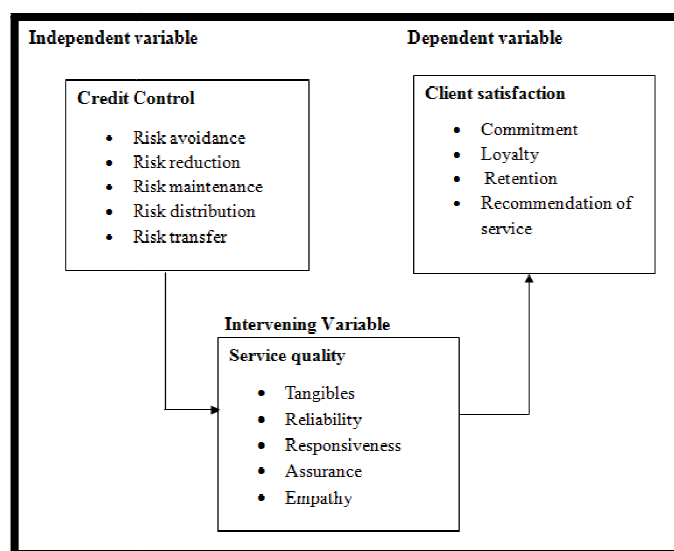 Independent variable
Dependent variable
Credit Control
• Risk avoidance
• Risk reduction
• Risk maintenance
• Risk distribution
• Risk transfer
Client satisfaction
• Commitment
• Loyalty
• Retention
• Recommendation of
service
Intervening Variable
Service quality
• Tangibles
• Reliability
• Responsiveness
• Assurance
• Empathy